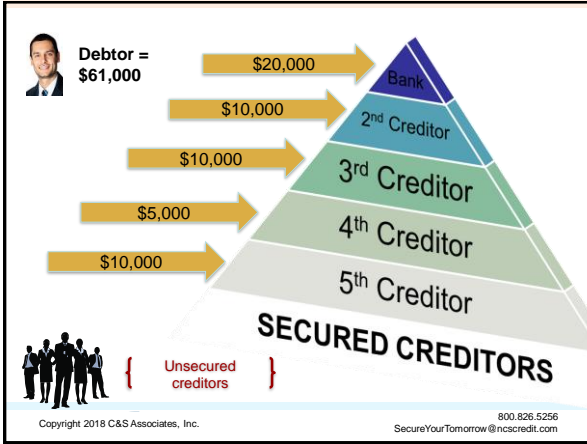 Debtor =
$61,000
$20,000
Bank
$10,000
2nd Creditor
$10,000
3rd Creditor
$5,000
4th Creditor
$10,000
5th Creditor
SECURED CREDITORS
{ Unsecured }
creditors
Copyright 2018 C&S Associates, Inc.
800.826.5256
SecureYourTomorrow@ncscredit.com